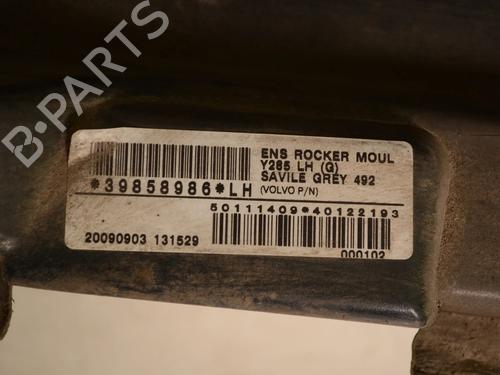 B-PARTS
*39858986*LH
ENS ROCKER MOUL
Y285 LH (G)
SAVILE GREY 492
(VOLVO P/N)
50111409*40122193
20090903 131529
000102